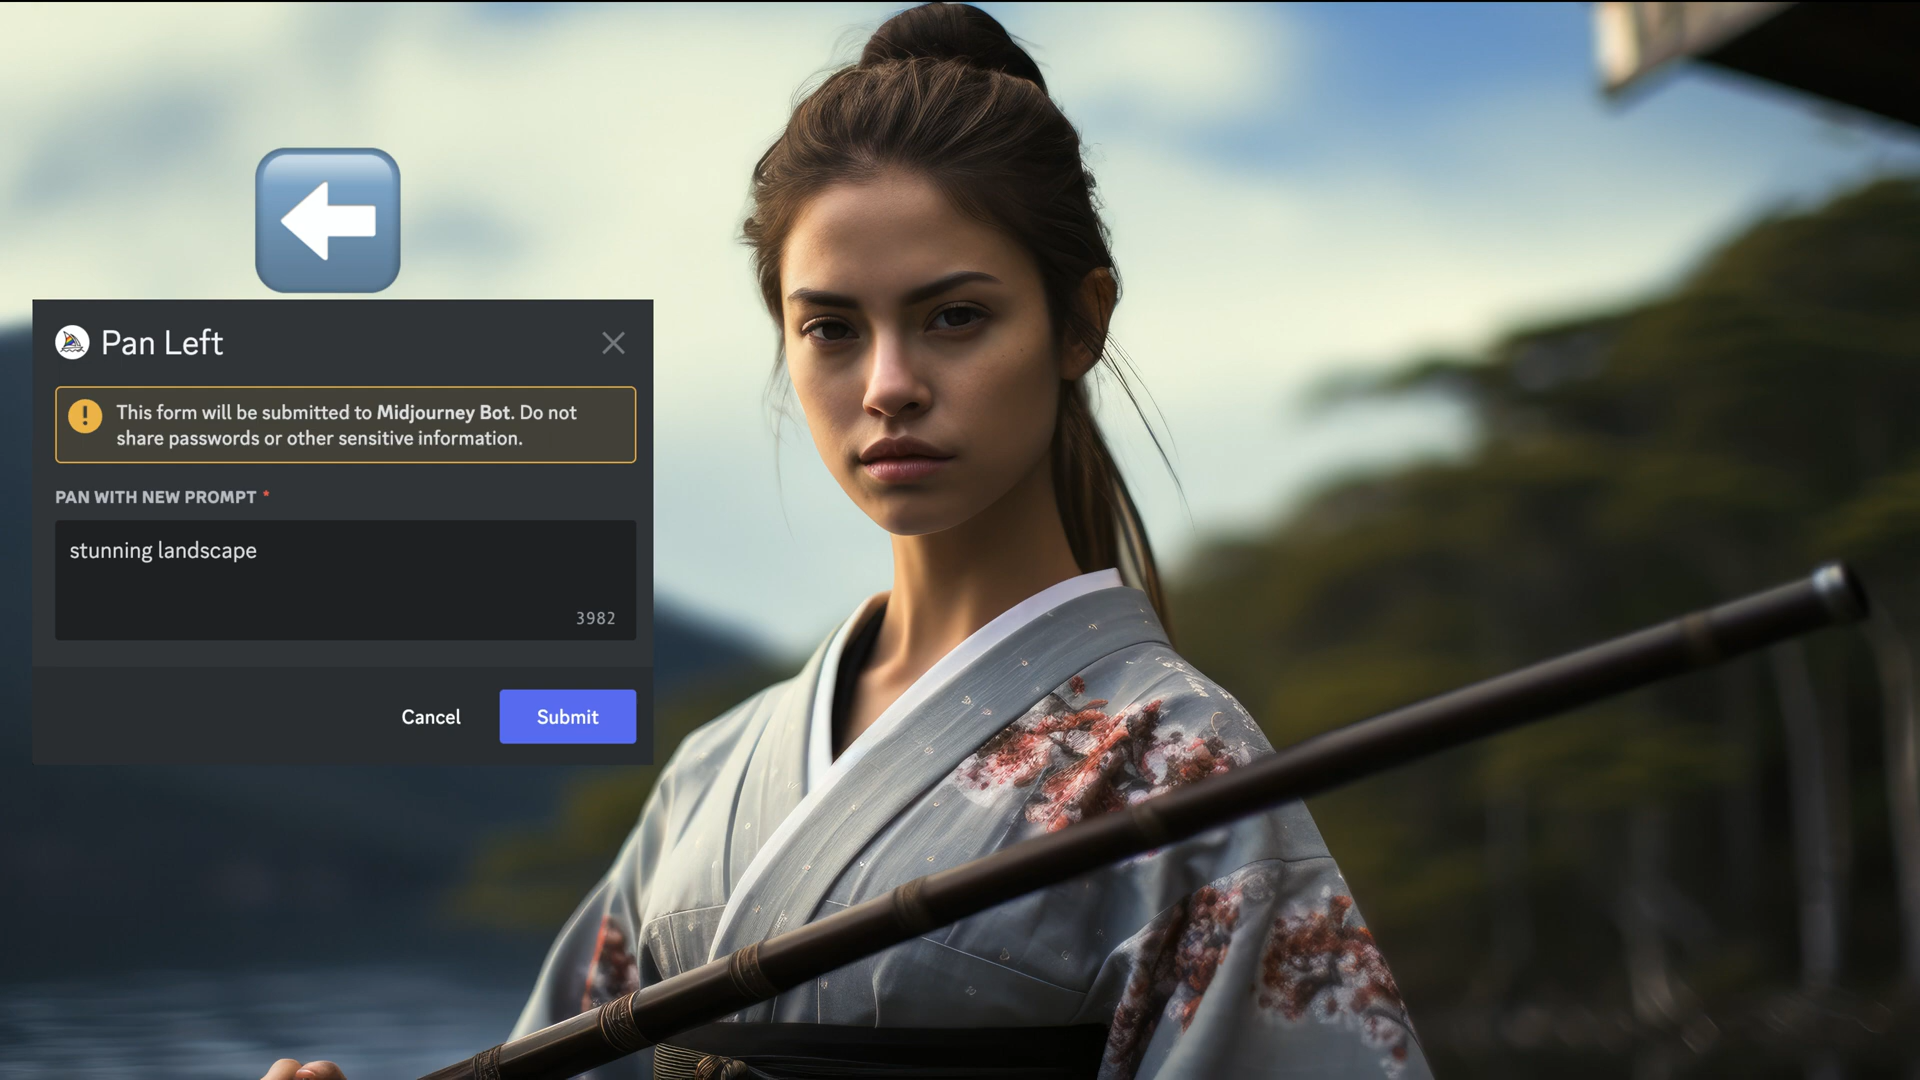 Pan Left
This form will be submitted to Midjourney Bot. Do not
share passwords or other sensitive information.
PAN WITH NEW PROMPT *
stunning landscape
3982
Cancel
Submit